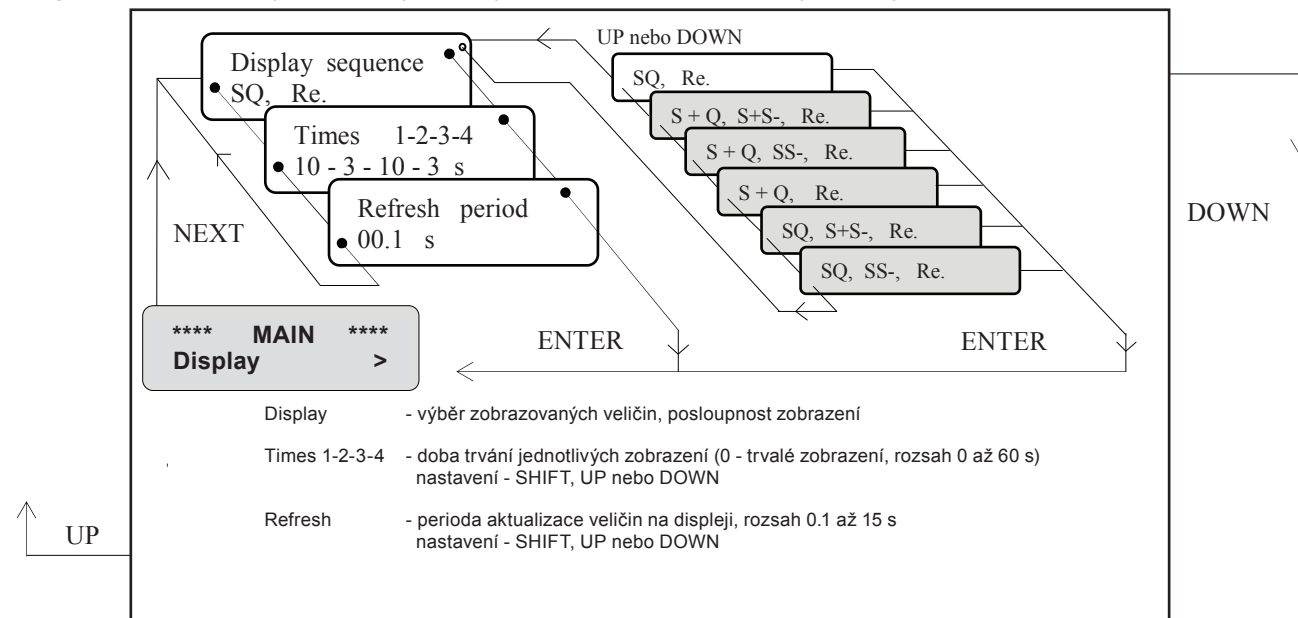 UP nebo DOWN
Display sequence
SQ, Re.
Times 1-2-3-4
10 - 3 - 10 - 3 s
Refresh period
00.1 s
SQ, Re.
S + Q, S+S-, Re.
S + Q, SS-, Re.
S + Q, Re.
SQ, S+S-, Re.
SQ, SS-, Re.
NEXT
DOWN
**** MAIN ****
Display >
ENTER
ENTER
Display - výběr zobrazovaných veličin, posloupnost zobrazení
Times 1-2-3-4 - doba trvání jednotlivých zobrazení (0 - trvalé zobrazení, rozsah 0 až 60 s)
nastavení - SHIFT, UP nebo DOWN
Refresh - perioda aktualizace veličin na displeji, rozsah 0.1 až 15 s
nastavení - SHIFT, UP nebo DOWN
UP